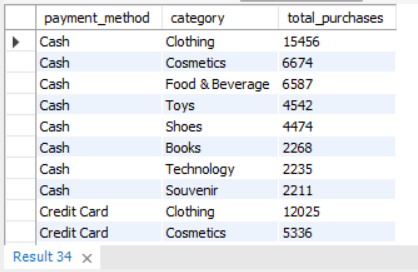 payment_method category total_purchases
Cash Clothing 15456
Cash Cosmetics 6674
Cash Food & Beverage 6587
Cash Toys 4542
Cash Shoes 4474
Cash Books 2268
Cash Technology 2235
Cash Souvenir 2211
Credit Card Clothing 12025
Credit Card Cosmetics 5336
Result 34